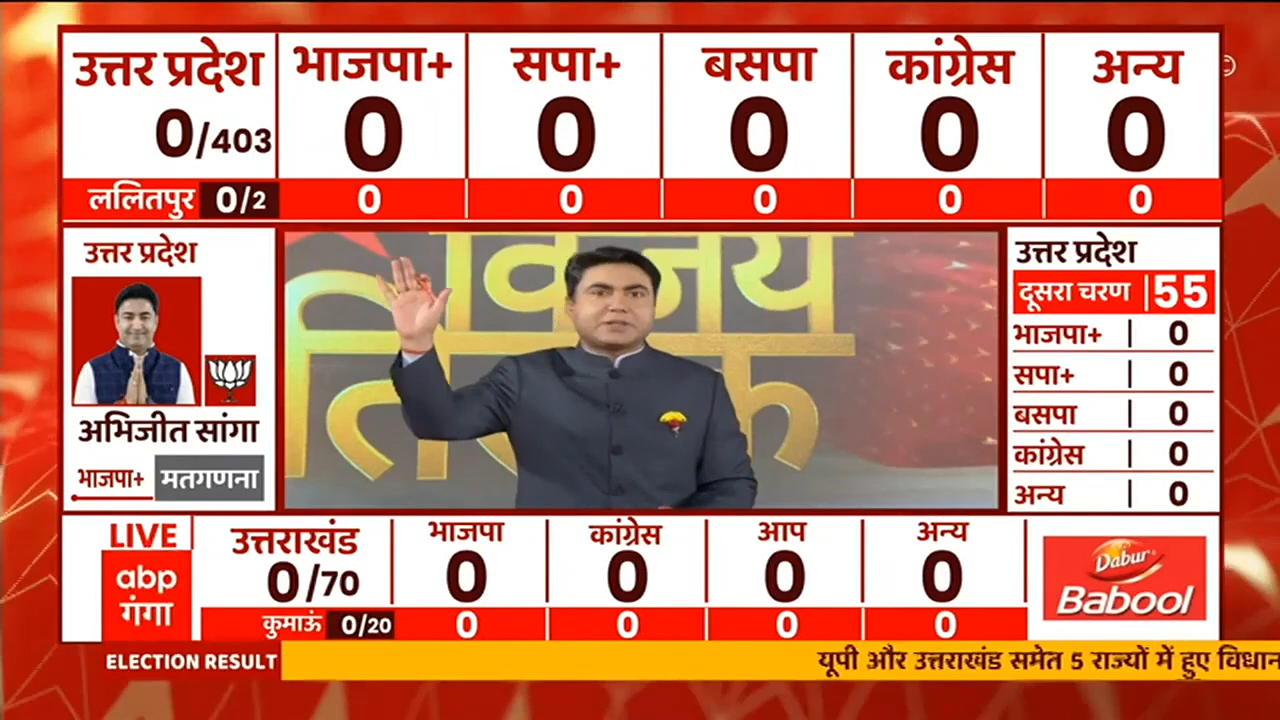 उत्तर प्रदेश भाजपा+ सपा+ बसपा कांग्रेस अन्य
0/403 0 0 0 0 0
ललितपुर 0/2 0 0 0 0 0
उत्तर प्रदेश
अभिजीत सांगा
भाजपा+ मतगणना
विजय
तिलक
उत्तर प्रदेश
दूसरा चरण 55
भाजपा+ 0
सपा+ 0
बसपा 0
कांग्रेस 0
अन्य 0
LIVE
abp
गंगा
उत्तराखंड भाजपा कांग्रेस आप अन्य
0/70 0 0 0 0
कुमाऊं 0/20 0 0 0 0
Dabur
Babool
ELECTION RESULT यूपी और उत्तराखंड समेत 5 राज्यों में हुए विधान